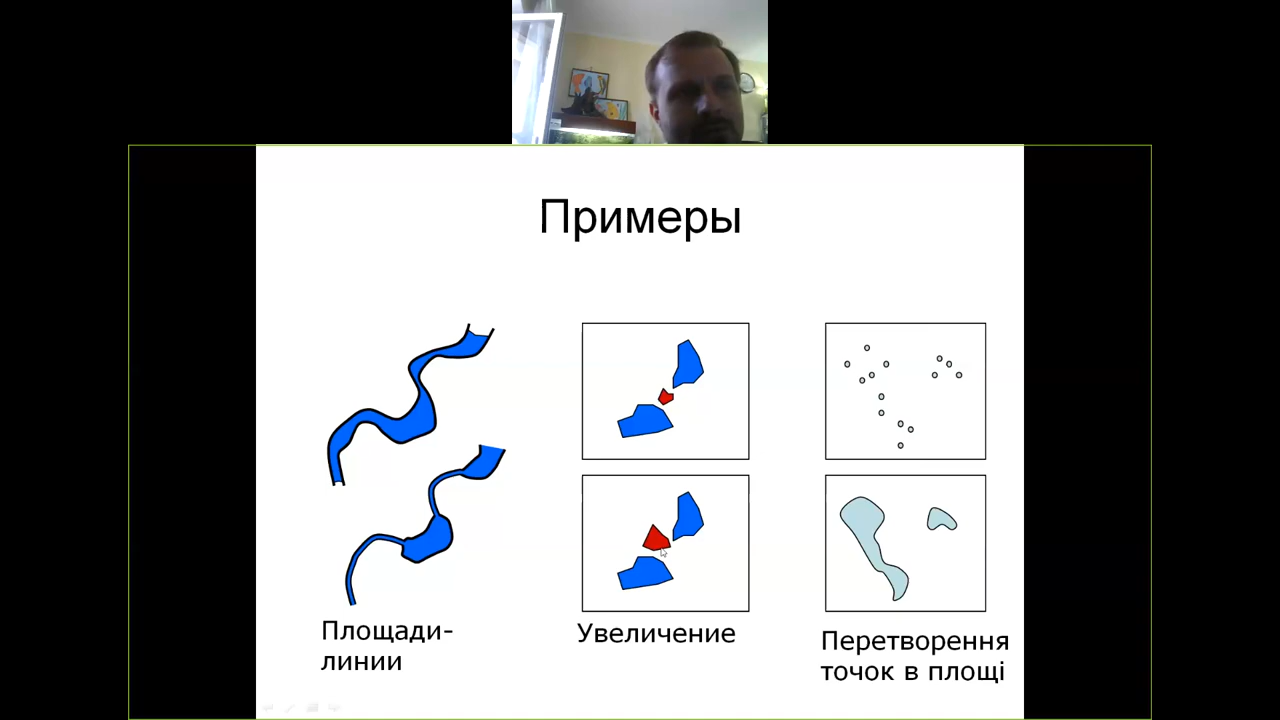 Примеры
Площади-
линии
Увеличение
Перетворення
точок в площі